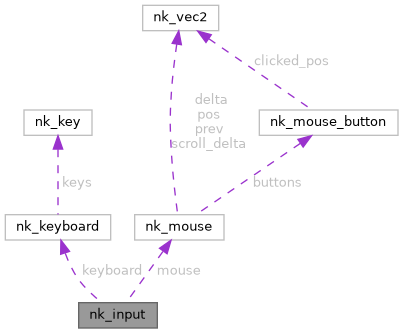 nk_vec2
clicked_pos
delta
pos
prev
scroll_delta
nk_key
nk_mouse_button
keys
buttons
nk_keyboard
nk_mouse
keyboard
mouse
nk_input